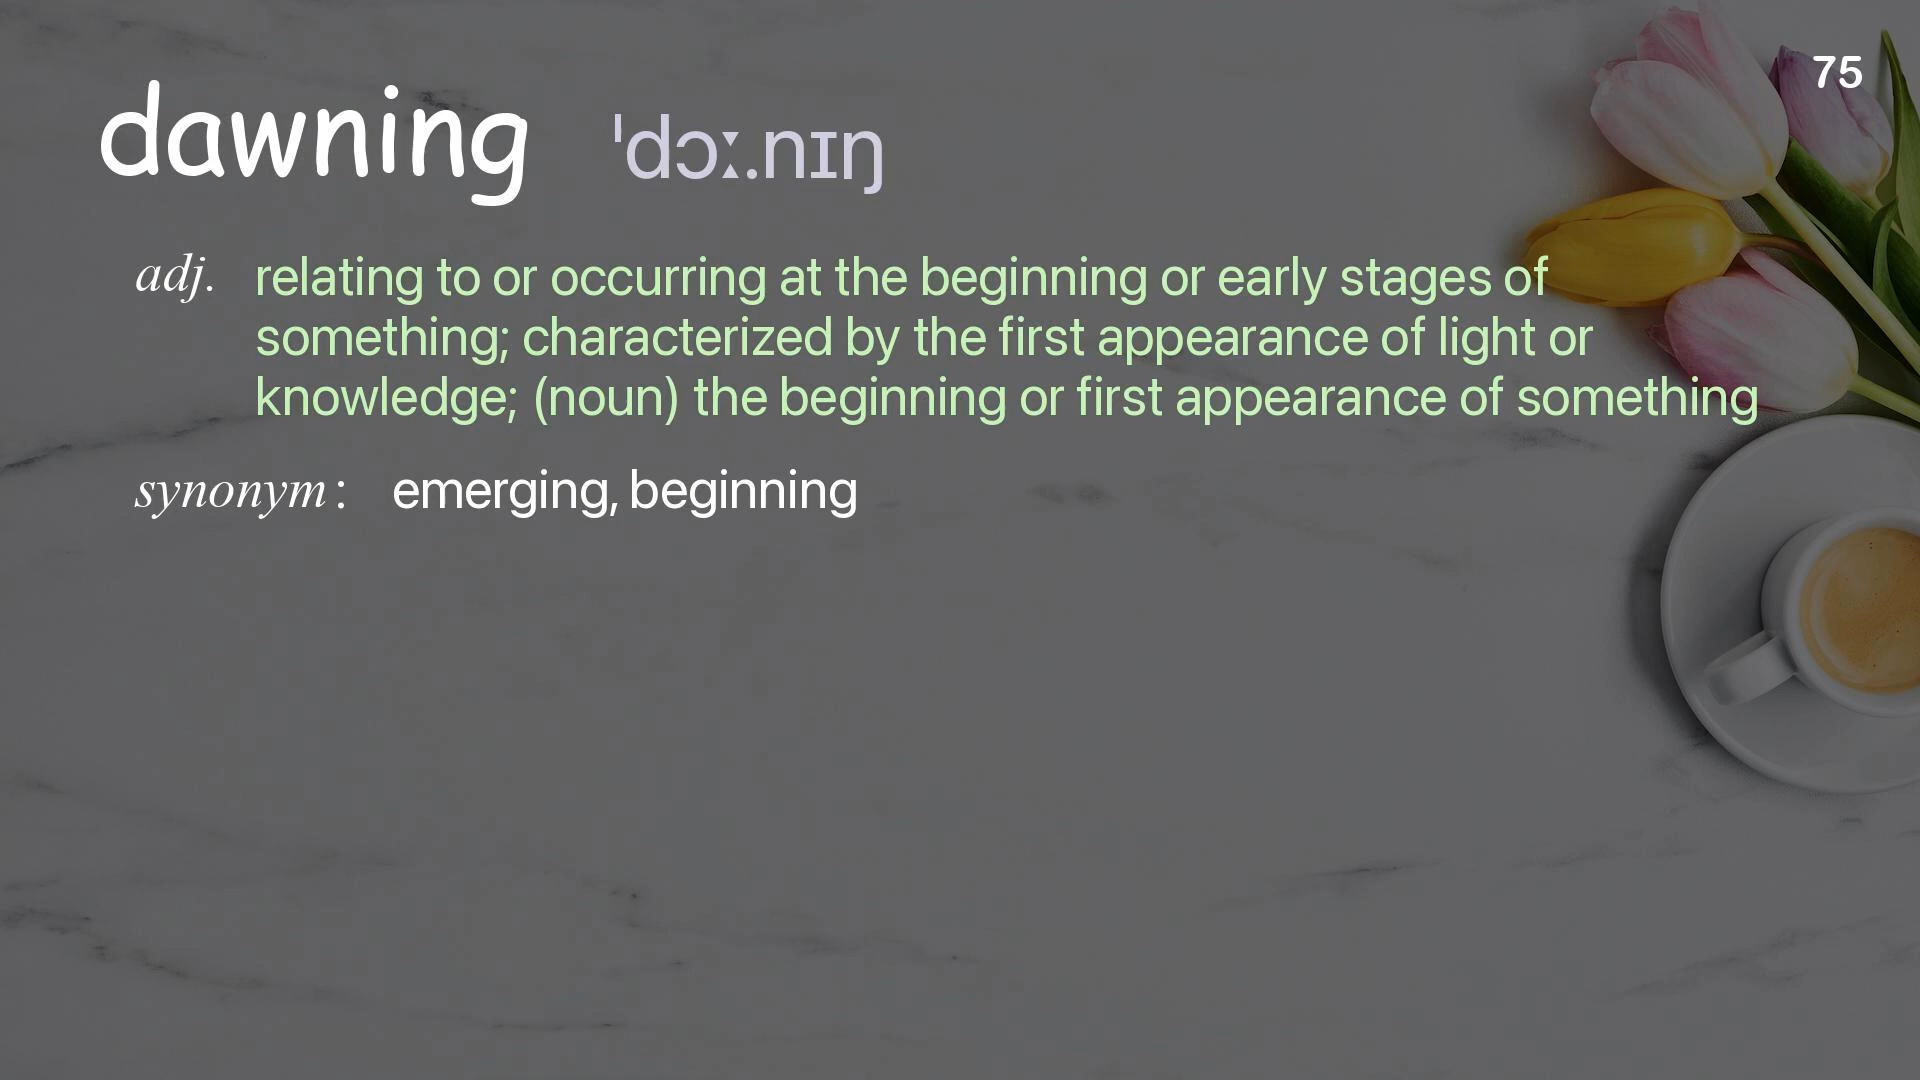 75
dawning ˈdɔː.nɪŋ
adj. relating to or occurring at the beginning or early stages of
something; characterized by the first appearance of light or
knowledge; (noun) the beginning or first appearance of something
synonym: emerging, beginning